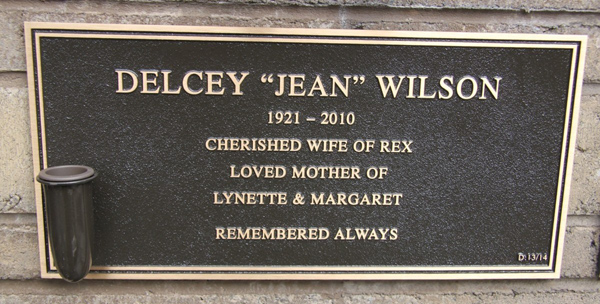 DELCEY “JEAN” WILSON
1921 – 2010
CHERISHED WIFE OF REX
LOVED MOTHER OF
LYNETTE & MARGARET
REMEMBERED ALWAYS
D:13/14